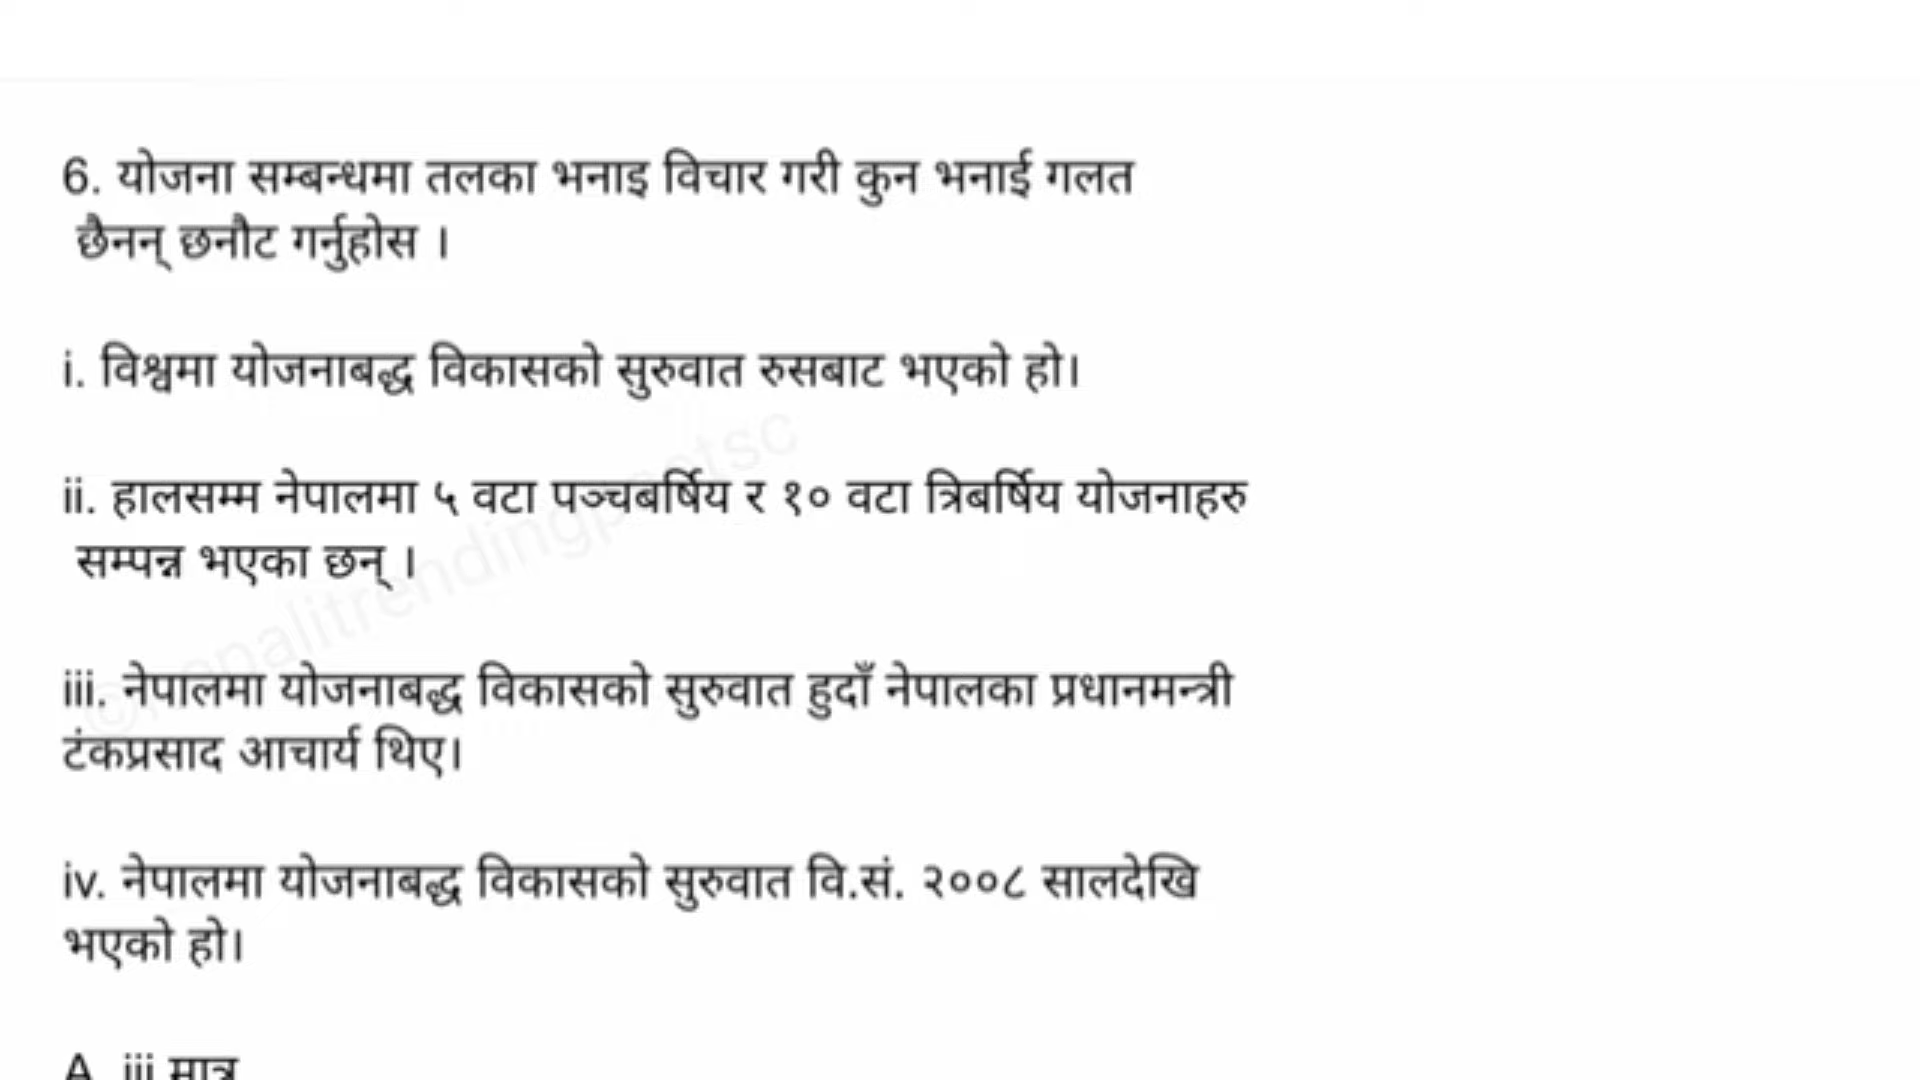 6. योजना सम्बन्धमा तलका भनाइ विचार गरी कुन भनाई गलत
छैनन् छनौट गर्नुहोस ।
i. विश्वमा योजनाबद्ध विकासको सुरुवात रुसबाट भएको हो।
ii. हालसम्म नेपालमा ५ वटा पञ्चबर्षिय र १० वटा त्रिबर्षिय योजनाहरु
सम्पन्न भएका छन् ।
iii. नेपालमा योजनाबद्ध विकासको सुरुवात हुदाँ नेपालका प्रधानमन्त्री
टंकप्रसाद आचार्य थिए।
iv. नेपालमा योजनाबद्ध विकासको सुरुवात वि.सं. २००८ सालदेखि
भएको हो।
A. iii मात्र